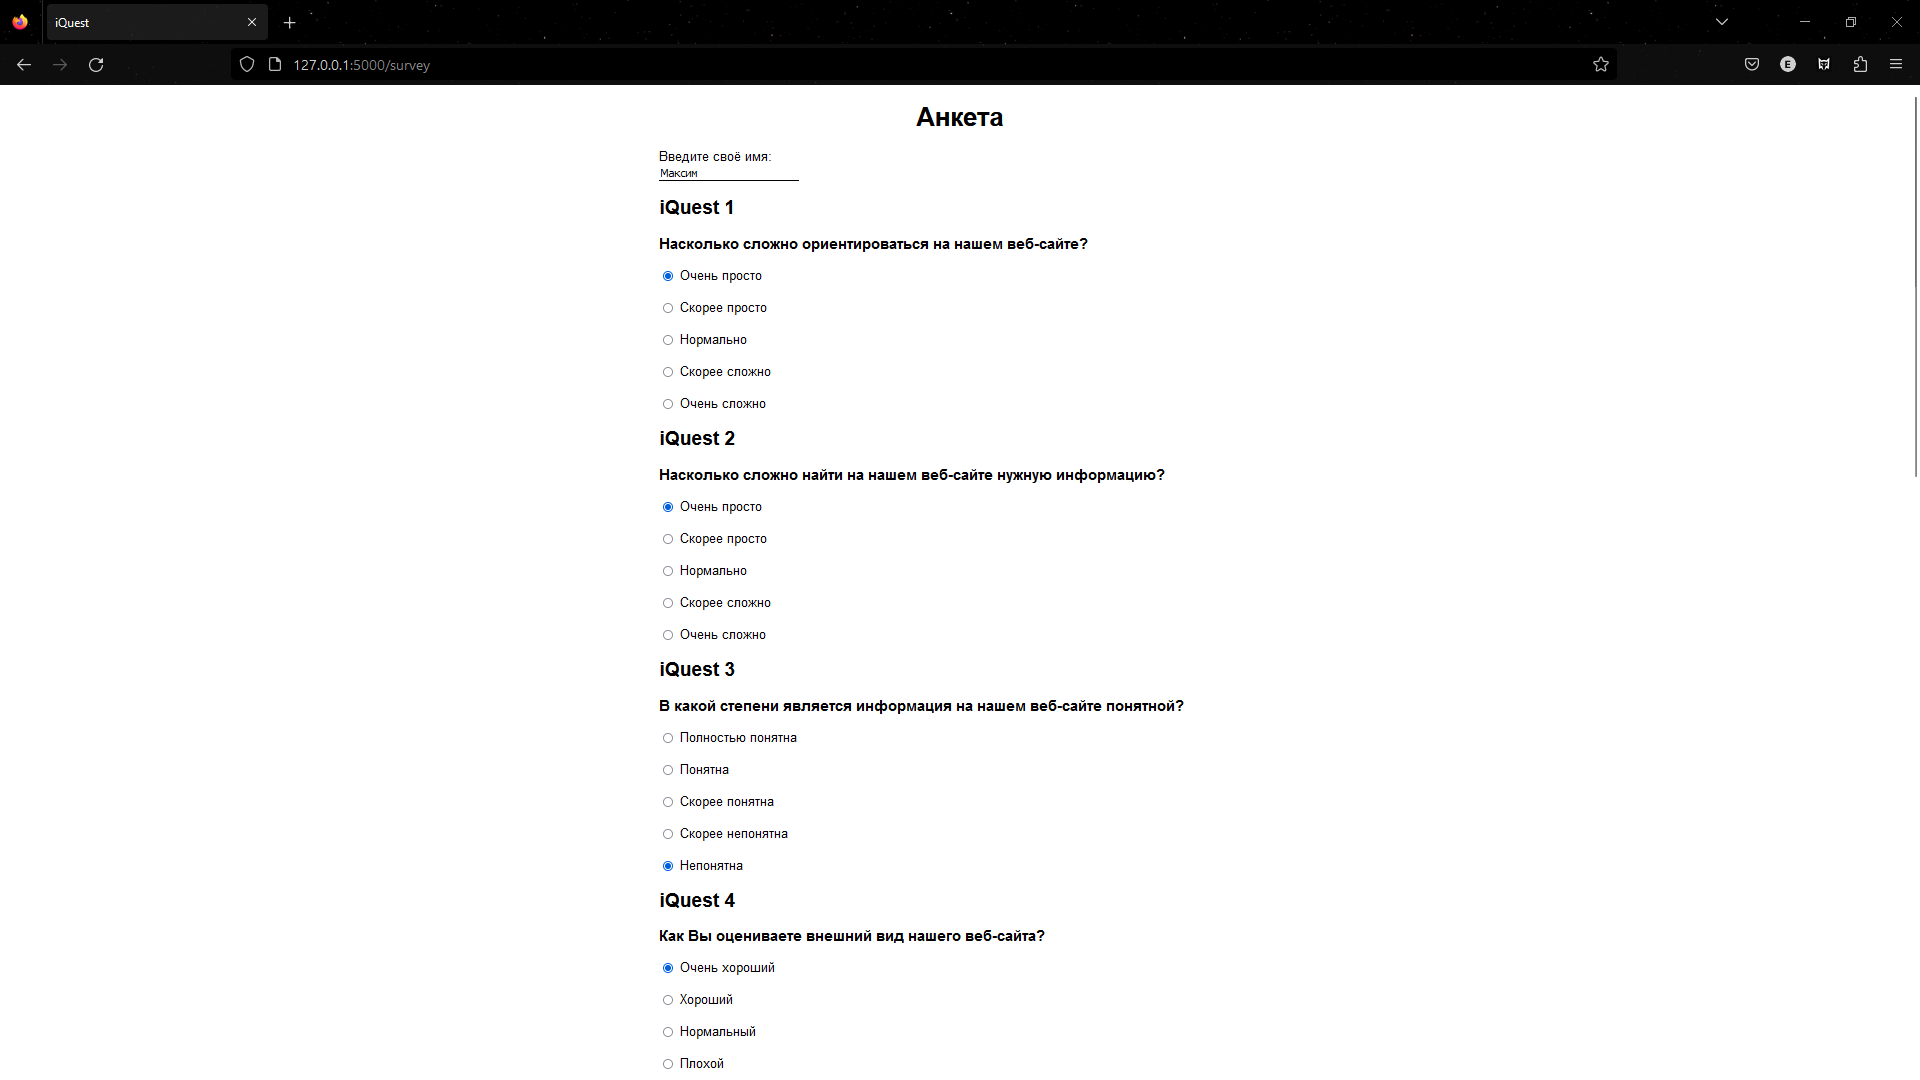 iQuest
127.0.0.1:5000/survey
E
Анкета
Введите своё имя:
Максим
iQuest 1
Насколько сложно ориентироваться на нашем веб-сайте?
Очень просто
Скорее просто
Нормально
Скорее сложно
Очень сложно
iQuest 2
Насколько сложно найти на нашем веб-сайте нужную информацию?
Очень просто
Скорее просто
Нормально
Скорее сложно
Очень сложно
iQuest 3
В какой степени является информация на нашем веб-сайте понятной?
Полностью понятна
Понятна
Скорее понятна
Скорее непонятна
Непонятна
iQuest 4
Как Вы оцениваете внешний вид нашего веб-сайта?
Очень хороший
Хороший
Нормальный
Плохой